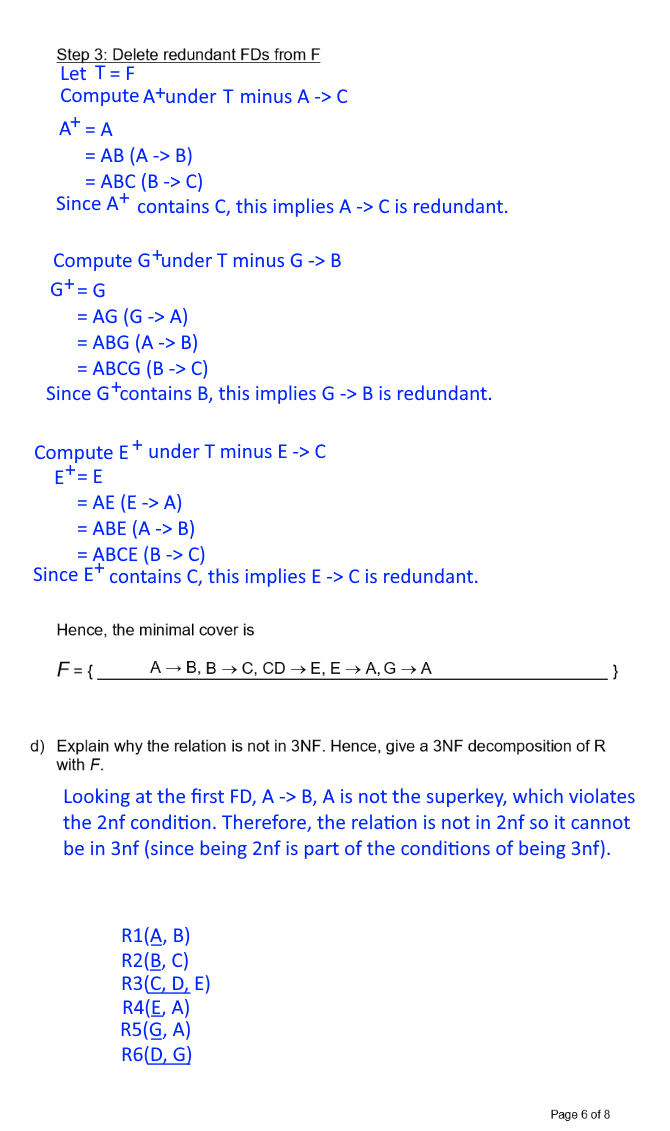 Step 3: Delete redundant FDs from F
Let T = F
Compute A+ under T minus A -> C
A+ = A
= AB (A -> B)
= ABC (B -> C)
Since A+ contains C, this implies A -> C is redundant.
Compute G+ under T minus G -> B
G+ = G
= AG (G -> A)
= ABG (A -> B)
= ABCG (B -> C)
Since G+ contains B, this implies G -> B is redundant.
Compute E+ under T minus E -> C
E+ = E
= AE (E -> A)
= ABE (A -> B)
= ABCE (B -> C)
Since E+ contains C, this implies E -> C is redundant.
Hence, the minimal cover is
F = { A → B, B → C, CD → E, E → A, G → A }
d) Explain why the relation is not in 3NF. Hence, give a 3NF decomposition of R
with F.
Looking at the first FD, A -> B, A is not the superkey, which violates
the 2nf condition. Therefore, the relation is not in 2nf so it cannot
be in 3nf (since being 2nf is part of the conditions of being 3nf).
R1(A, B)
R2(B, C)
R3(C, D, E)
R4(E, A)
R5(G, A)
R6(D, G)
Page 6 of 8